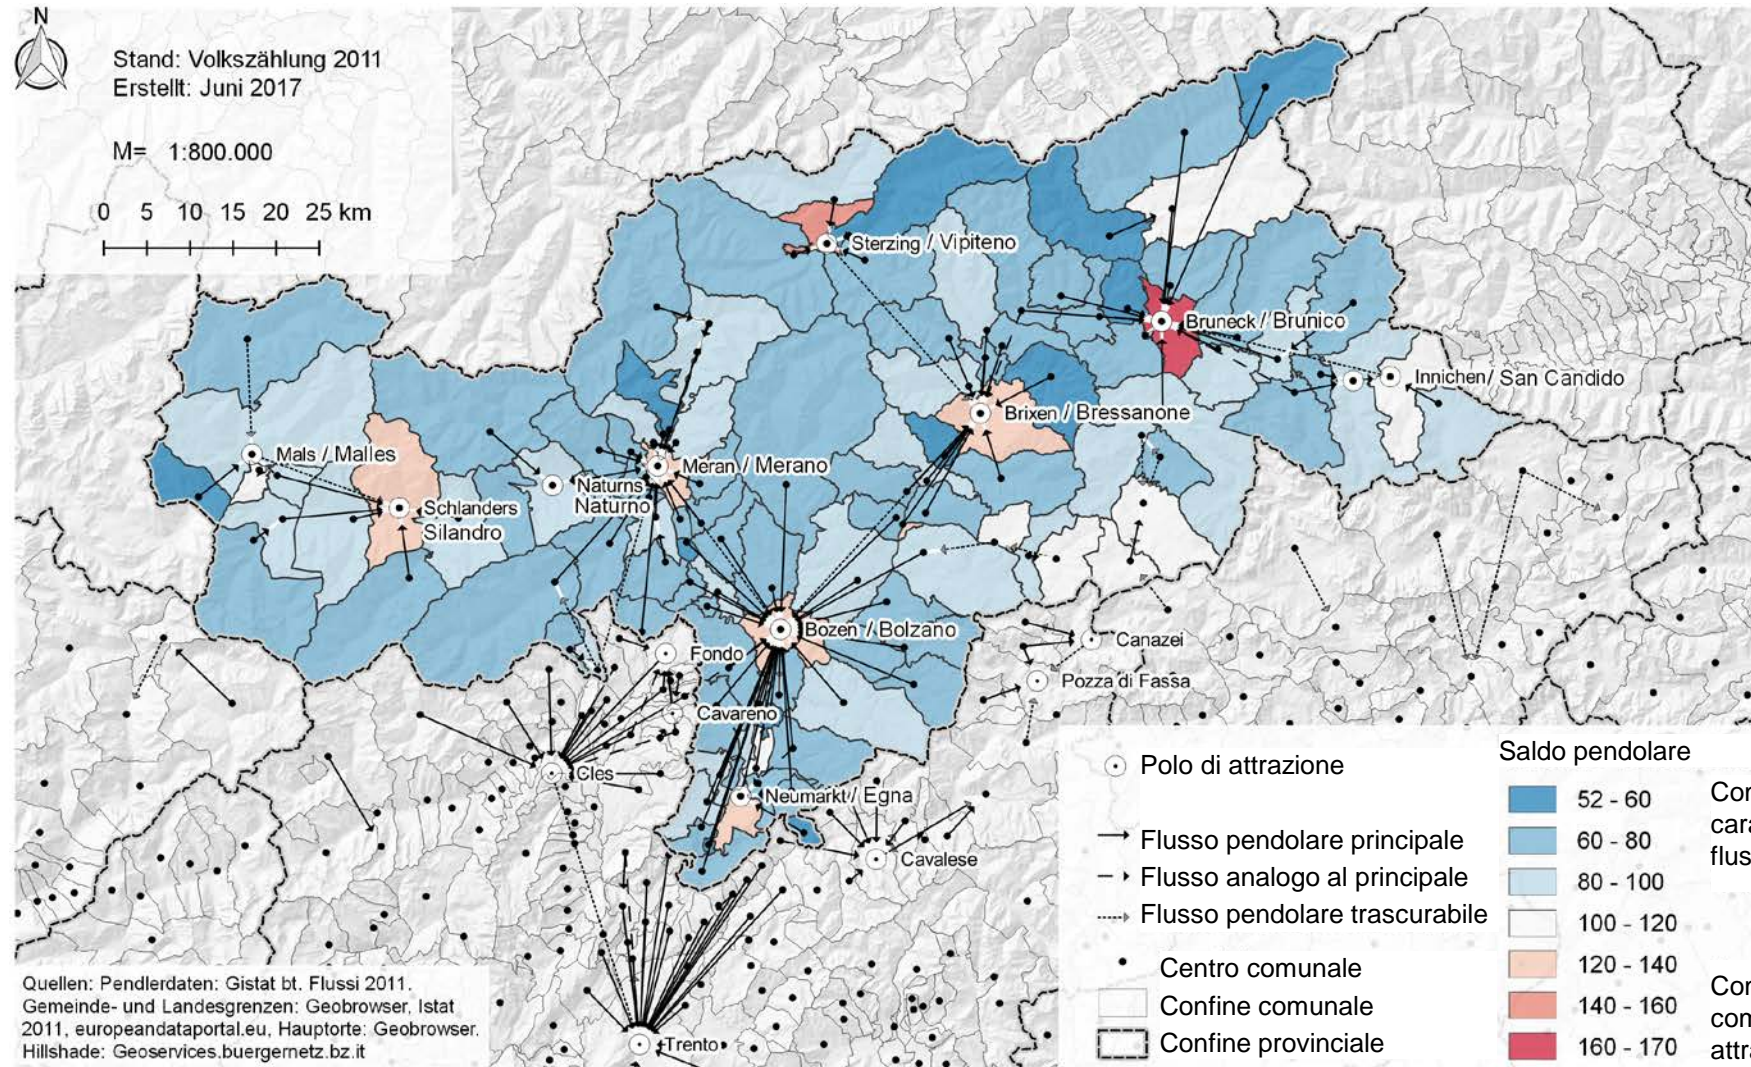 N
Stand: Volkszählung 2011
Erstellt: Juni 2017
M= 1:800.000
0 5 10 15 20 25 km
Sterzing / Vipiteno
Bruneck / Brunico
Innichen / San Candido
Brixen / Bressanone
Mals / Malles
Meran / Merano
Naturns
Naturno
Schlanders
Silandro
Bozen / Bolzano
Fondo
Canazei
Pozza di Fassa
Cavareno
Cles
Neumarkt / Egna
Cavalese
Trento
Polo di attrazione
Flusso pendolare principale
Flusso analogo al principale
Flusso pendolare trascurabile
Centro comunale
Confine comunale
Confine provinciale
Saldo pendolare
52 - 60
60 - 80
80 - 100
100 - 120
120 - 140
140 - 160
160 - 170
Quellen: Pendlerdaten: Gistat bt. Flussi 2011.
Gemeinde- und Landesgrenzen: Geobrowser, Istat
2011, europeandataportal.eu, Hauptorte: Geobrowser.
Hillshade: Geoservices.buergernetz.bz.it